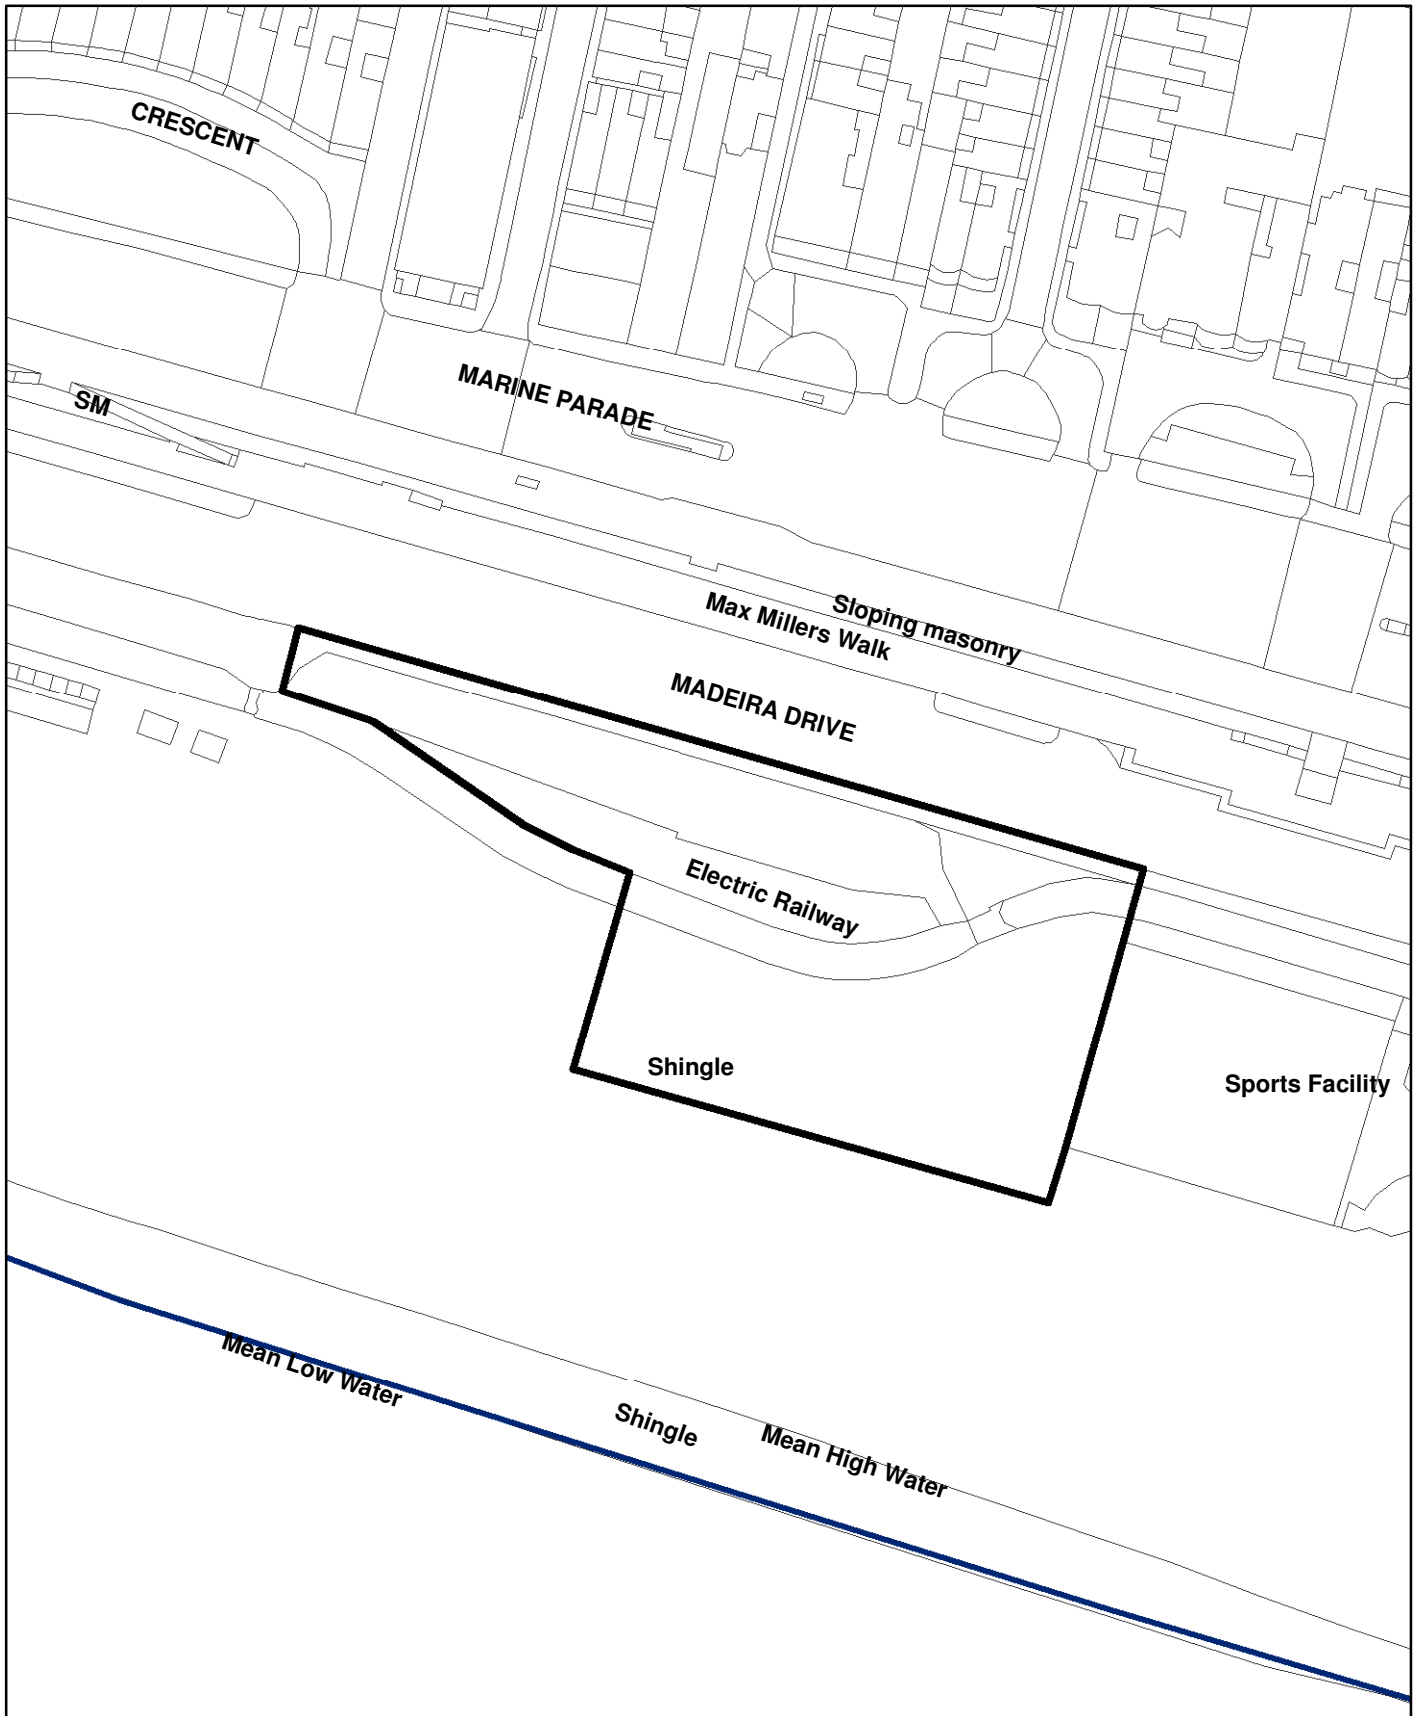 CRESCENT
MARINE PARADE
SM
Sloping masonry
Max Millers Walk
MADEIRA DRIVE
Electric Railway
Shingle
Sports Facility
Mean Low Water
Shingle
Mean High Water